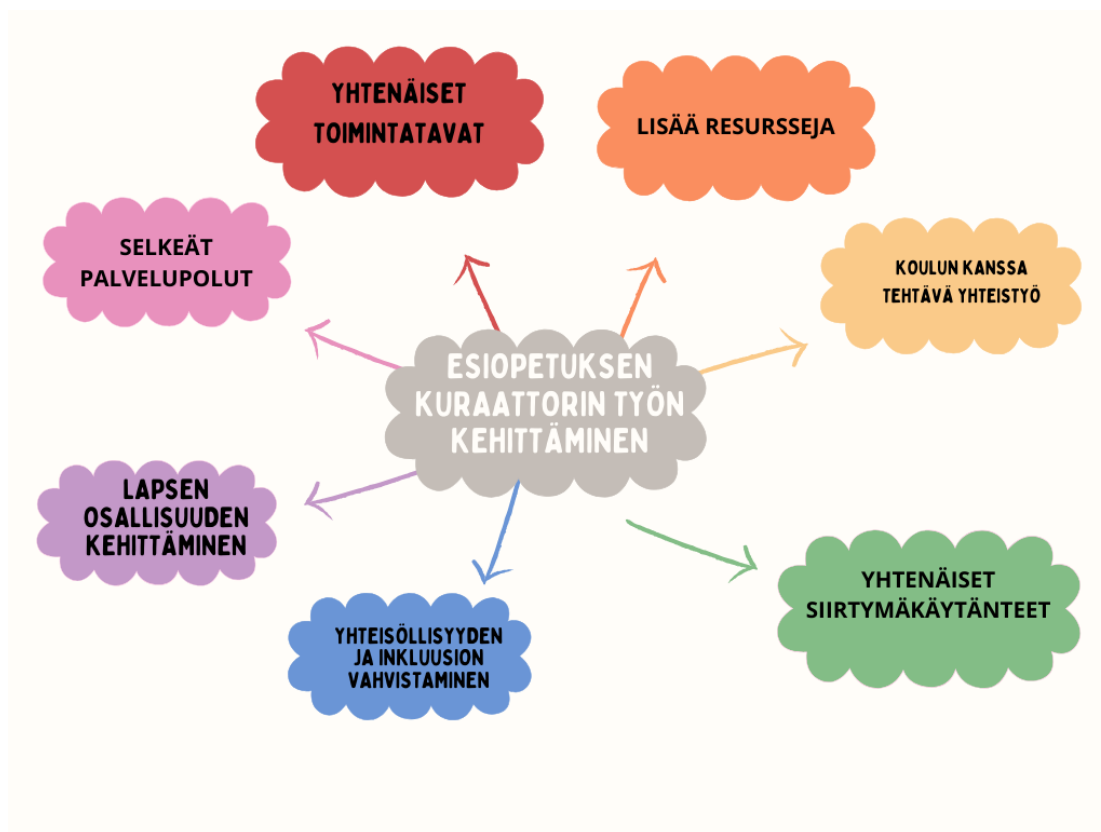 YHTENÄISET
TOIMINTATAVAT
LISÄÄ RESURSSEJA
SELKEÄT
PALVELUPOLUT
KOULUN KANSSA
TEHTÄVÄ YHTEISTYÖ
ESIOPETUKSEN
KURAATTORIN TYÖN
KEHITTÄMINEN
LAPSEN
OSALLISUUDEN
KEHITTÄMINEN
YHTEISÖLLISYYDEN
JA INKLUUSION
VAHVISTAMINEN
YHTENÄISET
SIIRTYMÄKÄYTÄNTEET